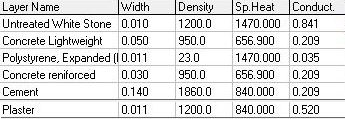 Layer Name Width Density Sp.Heat Conduct.
Untreated White Stone 0.010 1200.0 1470.000 0.841
Concrete Lightweight 0.050 950.0 656.900 0.209
Polystyrene, Expanded ( 0.011 23.0 1470.000 0.035
Concrete reniforced 0.030 950.0 656.900 0.209
Cement 0.140 1860.0 840.000 0.209
Plaster 0.011 1200.0 840.000 0.520